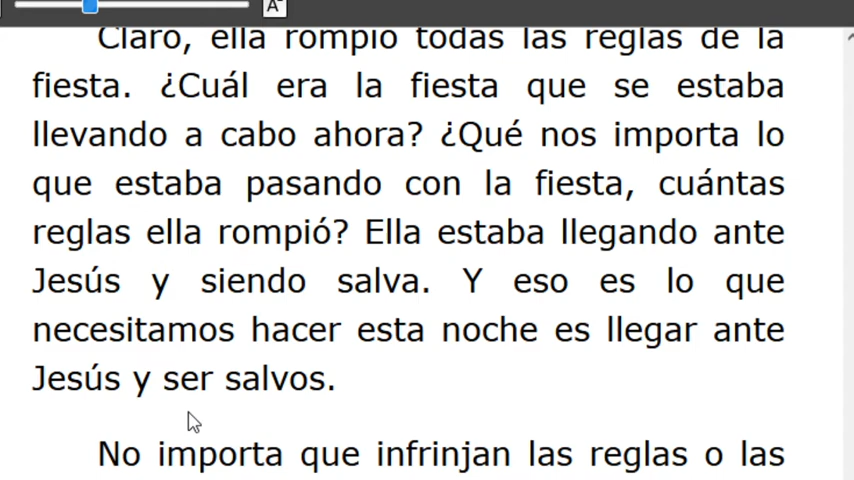 A
Claro, ella rompió todas las reglas de la
fiesta. ¿Cuál era la fiesta que se estaba
llevando a cabo ahora? ¿Qué nos importa lo
que estaba pasando con la fiesta, cuántas
reglas ella rompió? Ella estaba llegando ante
Jesús y siendo salva. Y eso es lo que
necesitamos hacer esta noche es llegar ante
Jesús y ser salvos.
No importa que infrinjan las reglas o las